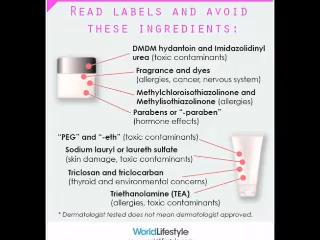 READ LABELS AND AVOID
THESE INGREDIENTS:
DMDM hydantoin and Imidazolidinyl
urea (toxic contaminants)
Fragrance and dyes
(allergies, cancer, nervous system)
Methylchloroisothiazolinone and
Methylisothiazolinone (allergies)
Parabens or "-paraben"
(hormone effects)
"PEG" and "-eth" (toxic contaminants)
Sodium lauryl or laureth sulfate
(skin damage, toxic contaminants)
Triclosan and triclocarban
(thyroid and environmental concerns)
Triethanolamine (TEA)
(allergies, toxic contaminants)
* Dermatologist tested does not mean dermatologist approved.
WorldLifestyle